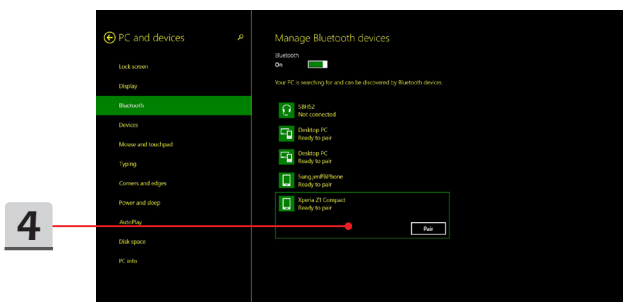 PC and devices
Lock screen
Display
Bluetooth
Devices
Mouse and touchpad
Typing
Corners and edges
Power and sleep
AutoPlay
Disk space
PC info
Manage Bluetooth devices
Bluetooth
On
Your PC is searching for and can be discovered by Bluetooth devices
SBH52
Not connected
Desktop PC
Ready to pair
Desktop PC
Ready to pair
Ready to pair
Xperia Z1 Compact
Ready to pair
Pair
4